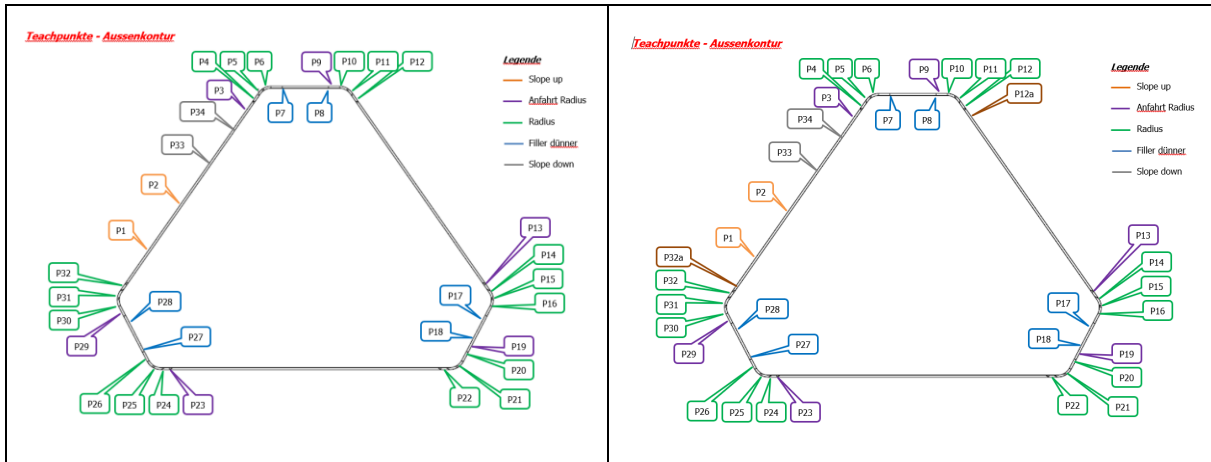 Teachpunkte - Aussenkontur
P4
P5
P6
P9
P10
P11
P12
Legende
P3
Slope up
P34
P7
P8
Anfahrt Radius
P33
Radius
P2
Filler dünner
P1
Slope down
P13
P32
P14
P31
P28
P17
P15
P30
P16
P29
P27
P18
P19
P20
P26
P25
P24
P23
P22
P21
Teachpunkte - Aussenkontur
P4
P5
P6
P9
P10
P11
P12
Legende
P3
P12a
Slope up
P34
P7
P8
Anfahrt Radius
P33
Radius
P2
Filler dünner
P1
Slope down
P13
P32a
P14
P32
P15
P31
P28
P17
P16
P30
P29
P27
P18
P19
P20
P26
P25
P24
P23
P22
P21